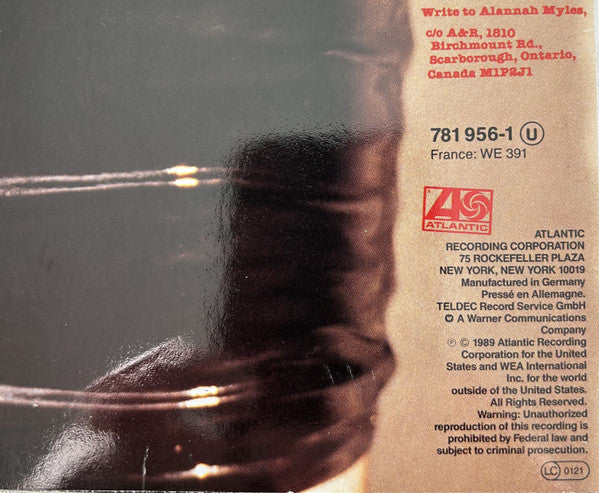 Write to Alannah Myles,
c/o A&R, 1810
Birchmount Rd.,
Scarborough, Ontario,
Canada M1P2J1
781 956-1 U
France: WE 391
ATLANTIC
ATLANTIC
RECORDING CORPORATION
75 ROCKEFELLER PLAZA
NEW YORK, NEW YORK 10019
Manufactured in Germany
Pressé en Allemagne.
TELDEC Record Service GmbH
A Warner Communications
Company
℗ © 1989 Atlantic Recording
Corporation for the United
States and WEA International
Inc. for the world
outside of the United States.
All Rights Reserved.
Warning: Unauthorized
reproduction of this recording is
prohibited by Federal law and
subject to criminal prosecution.
LC 0121